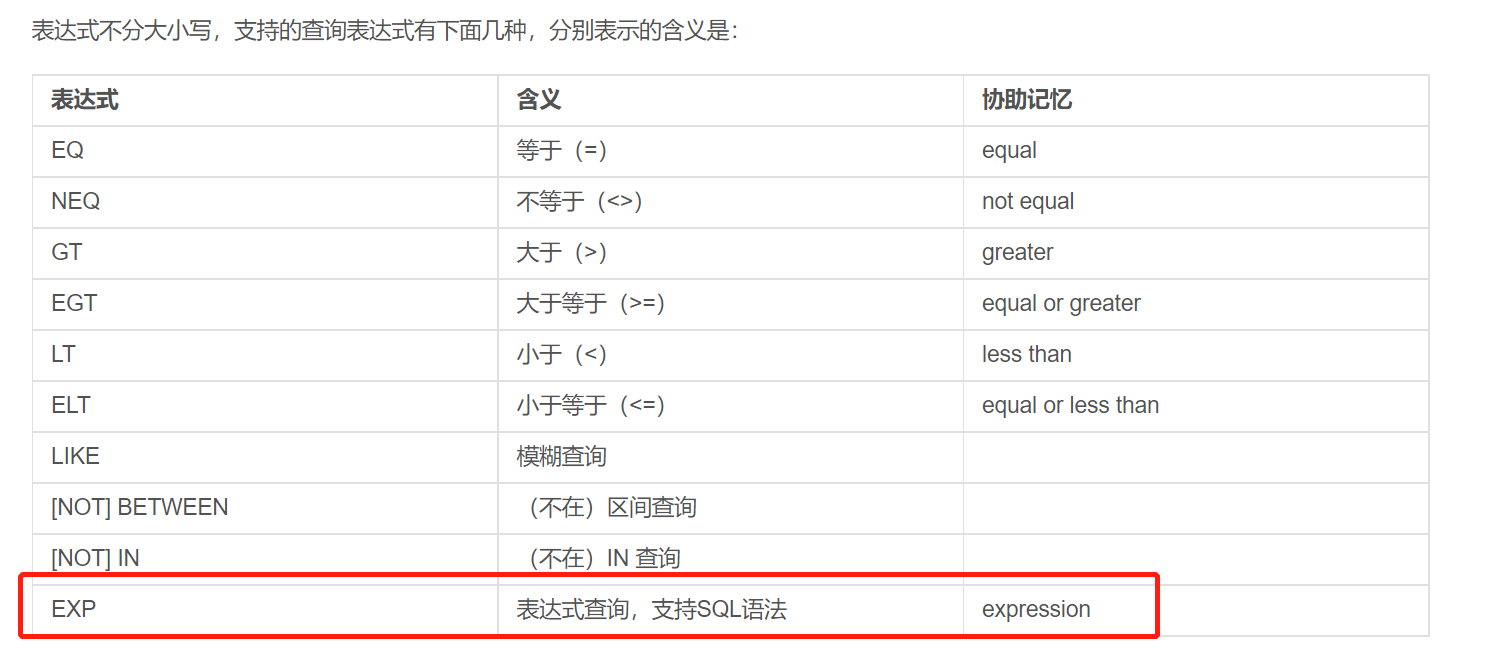 表达式不分大小写，支持的查询表达式有下面几种，分别表示的含义是：
表达式 含义 协助记忆
EQ 等于（=） equal
NEQ 不等于（<>） not equal
GT 大于（>） greater
EGT 大于等于（>=） equal or greater
LT 小于（<） less than
ELT 小于等于（<=） equal or less than
LIKE 模糊查询
[NOT] BETWEEN （不在）区间查询
[NOT] IN （不在）IN 查询
EXP 表达式查询，支持SQL语法 expression